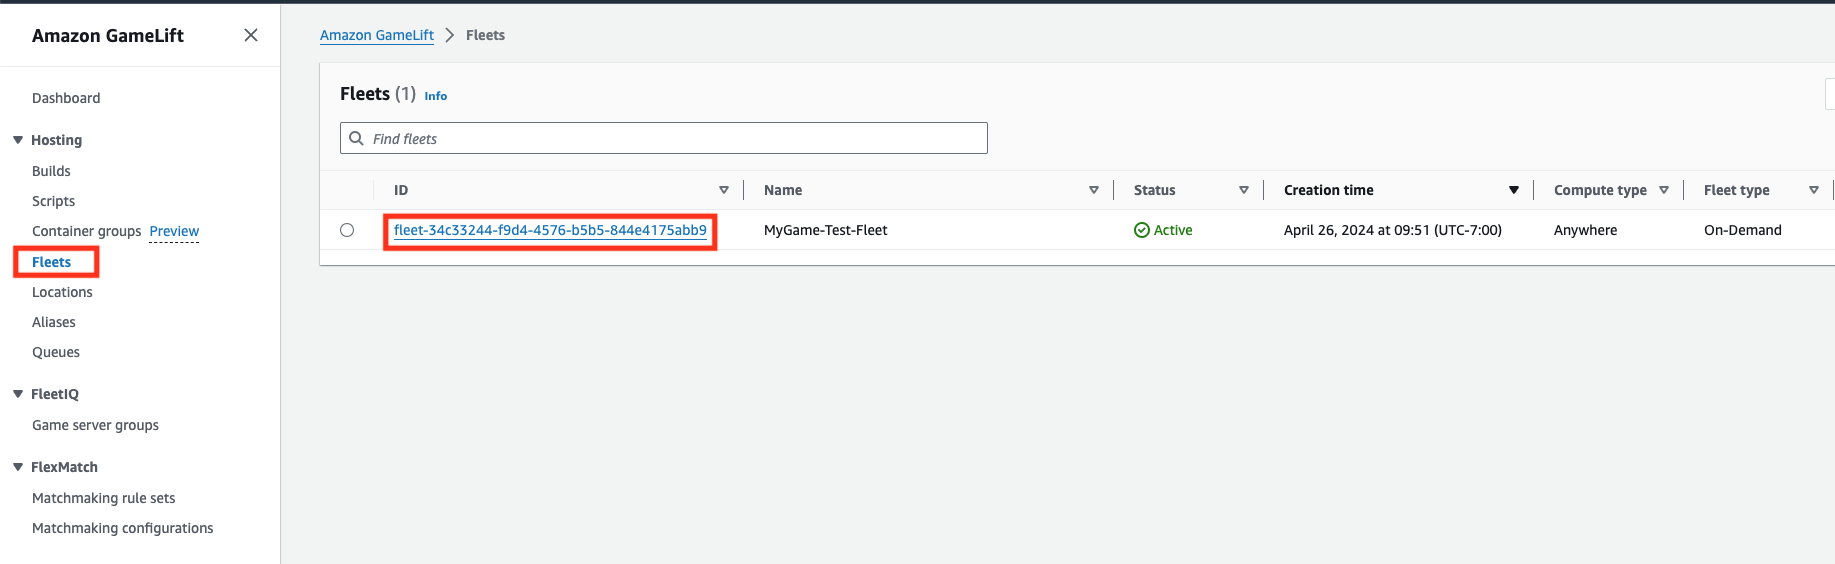 Amazon GameLift
Dashboard
Hosting
Builds
Scripts
Container groups Preview
Fleets
Locations
Aliases
Queues
FleetIQ
Game server groups
FlexMatch
Matchmaking rule sets
Matchmaking configurations
Amazon GameLift > Fleets
Fleets (1) Info
Find fleets
ID Name Status Creation time Compute type Fleet type
fleet-34c33244-f9d4-4576-b5b5-844e4175abb9 MyGame-Test-Fleet Active April 26, 2024 at 09:51 (UTC-7:00) Anywhere On-Demand